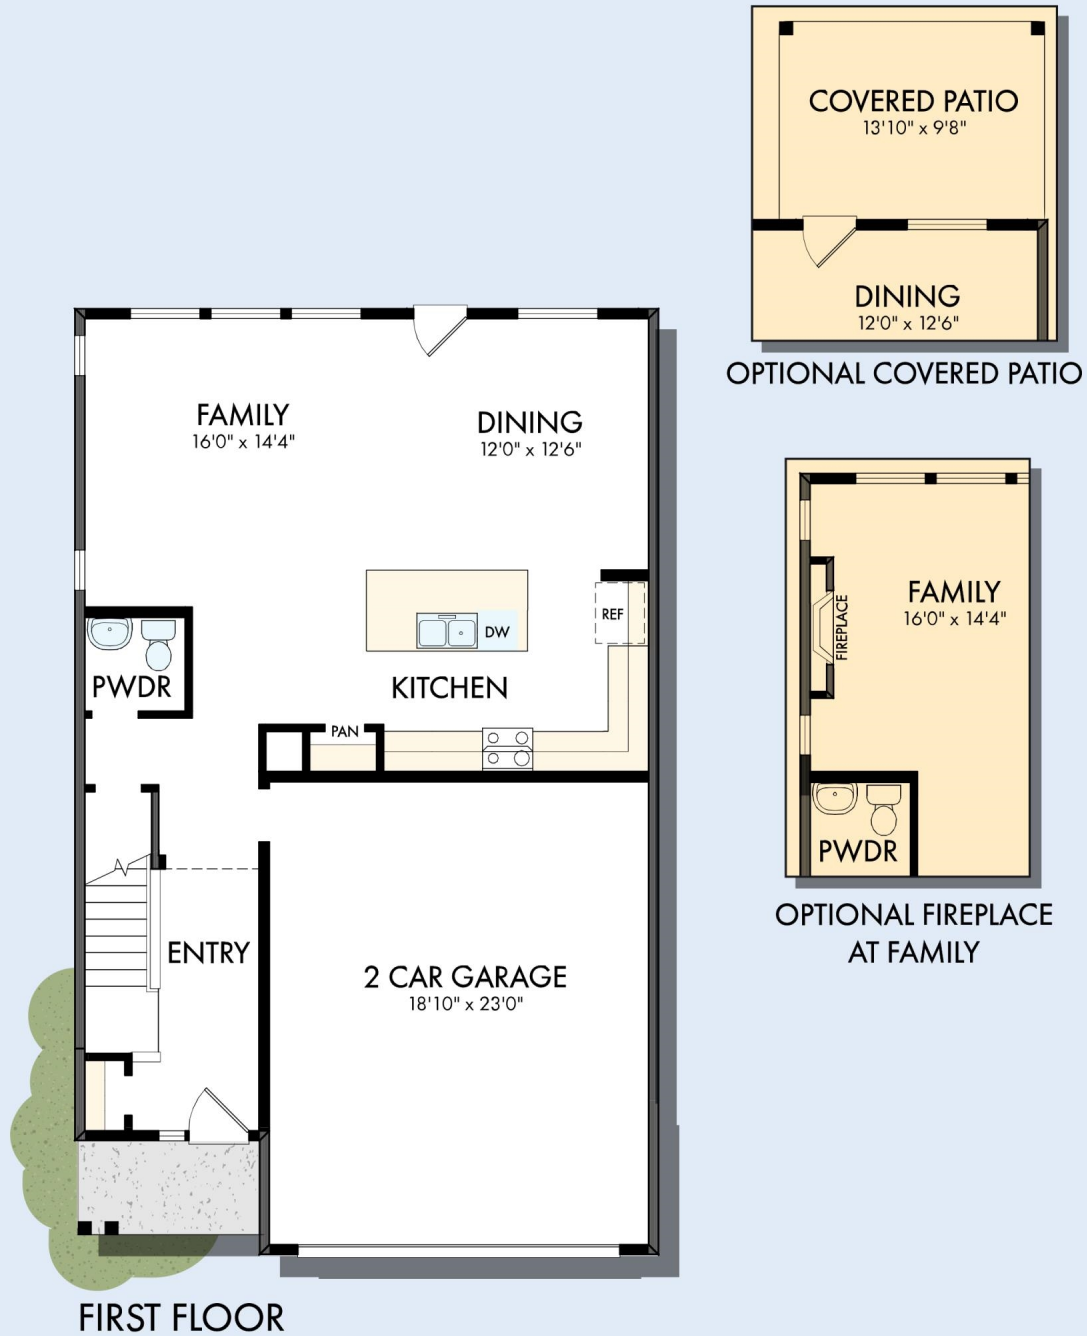 COVERED PATIO
13'10" x 9'8"
DINING
12'0" x 12'6"
OPTIONAL COVERED PATIO
FAMILY
16'0" x 14'4"
DINING
12'0" x 12'6"
REF
DW
PWDR
KITCHEN
PAN
ENTRY
2 CAR GARAGE
18'10" x 23'0"
FIRST FLOOR
FAMILY
16'0" x 14'4"
FIREPLACE
PWDR
OPTIONAL FIREPLACE
AT FAMILY